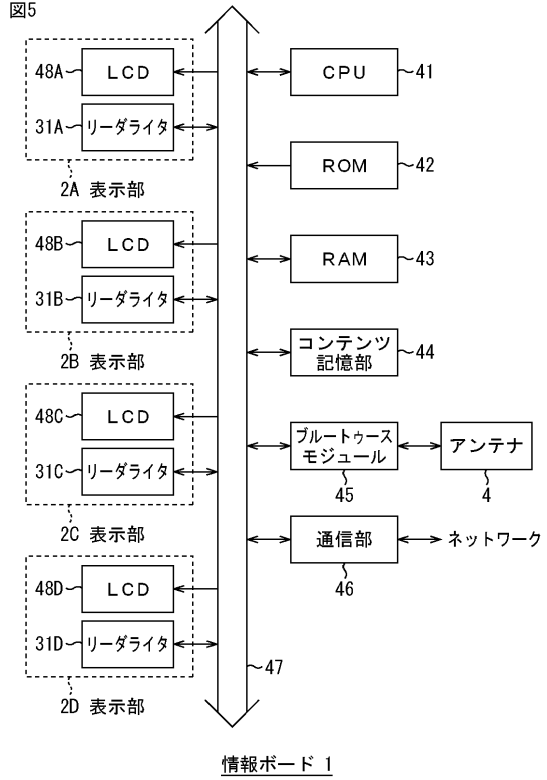 図5
48A LCD
31A リーダライタ
2A 表示部
48B LCD
31B リーダライタ
2B 表示部
48C LCD
31C リーダライタ
2C 表示部
48D LCD
31D リーダライタ
2D 表示部
CPU 41
ROM 42
RAM 43
コンテンツ
記憶部 44
ブルートゥース
モジュール
45
アンテナ
4
通信部
46
ネットワーク
47
情報ボード 1